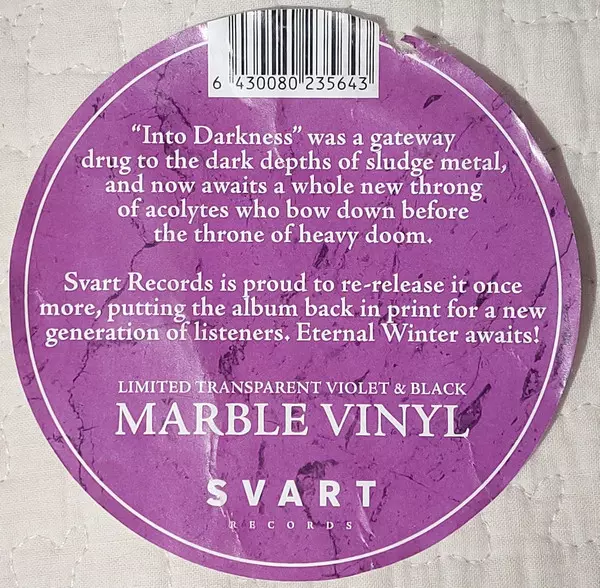 6 430080 235643
“Into Darkness” was a gateway
drug to the dark depths of sludge metal,
and now awaits a whole new throng
of acolytes who bow down before
the throne of heavy doom.
Svart Records is proud to re-release it once
more, putting the album back in print for a new
generation of listeners. Eternal Winter awaits!
LIMITED TRANSPARENT VIOLET & BLACK
MARBLE VINYL
SVART
RECORDS